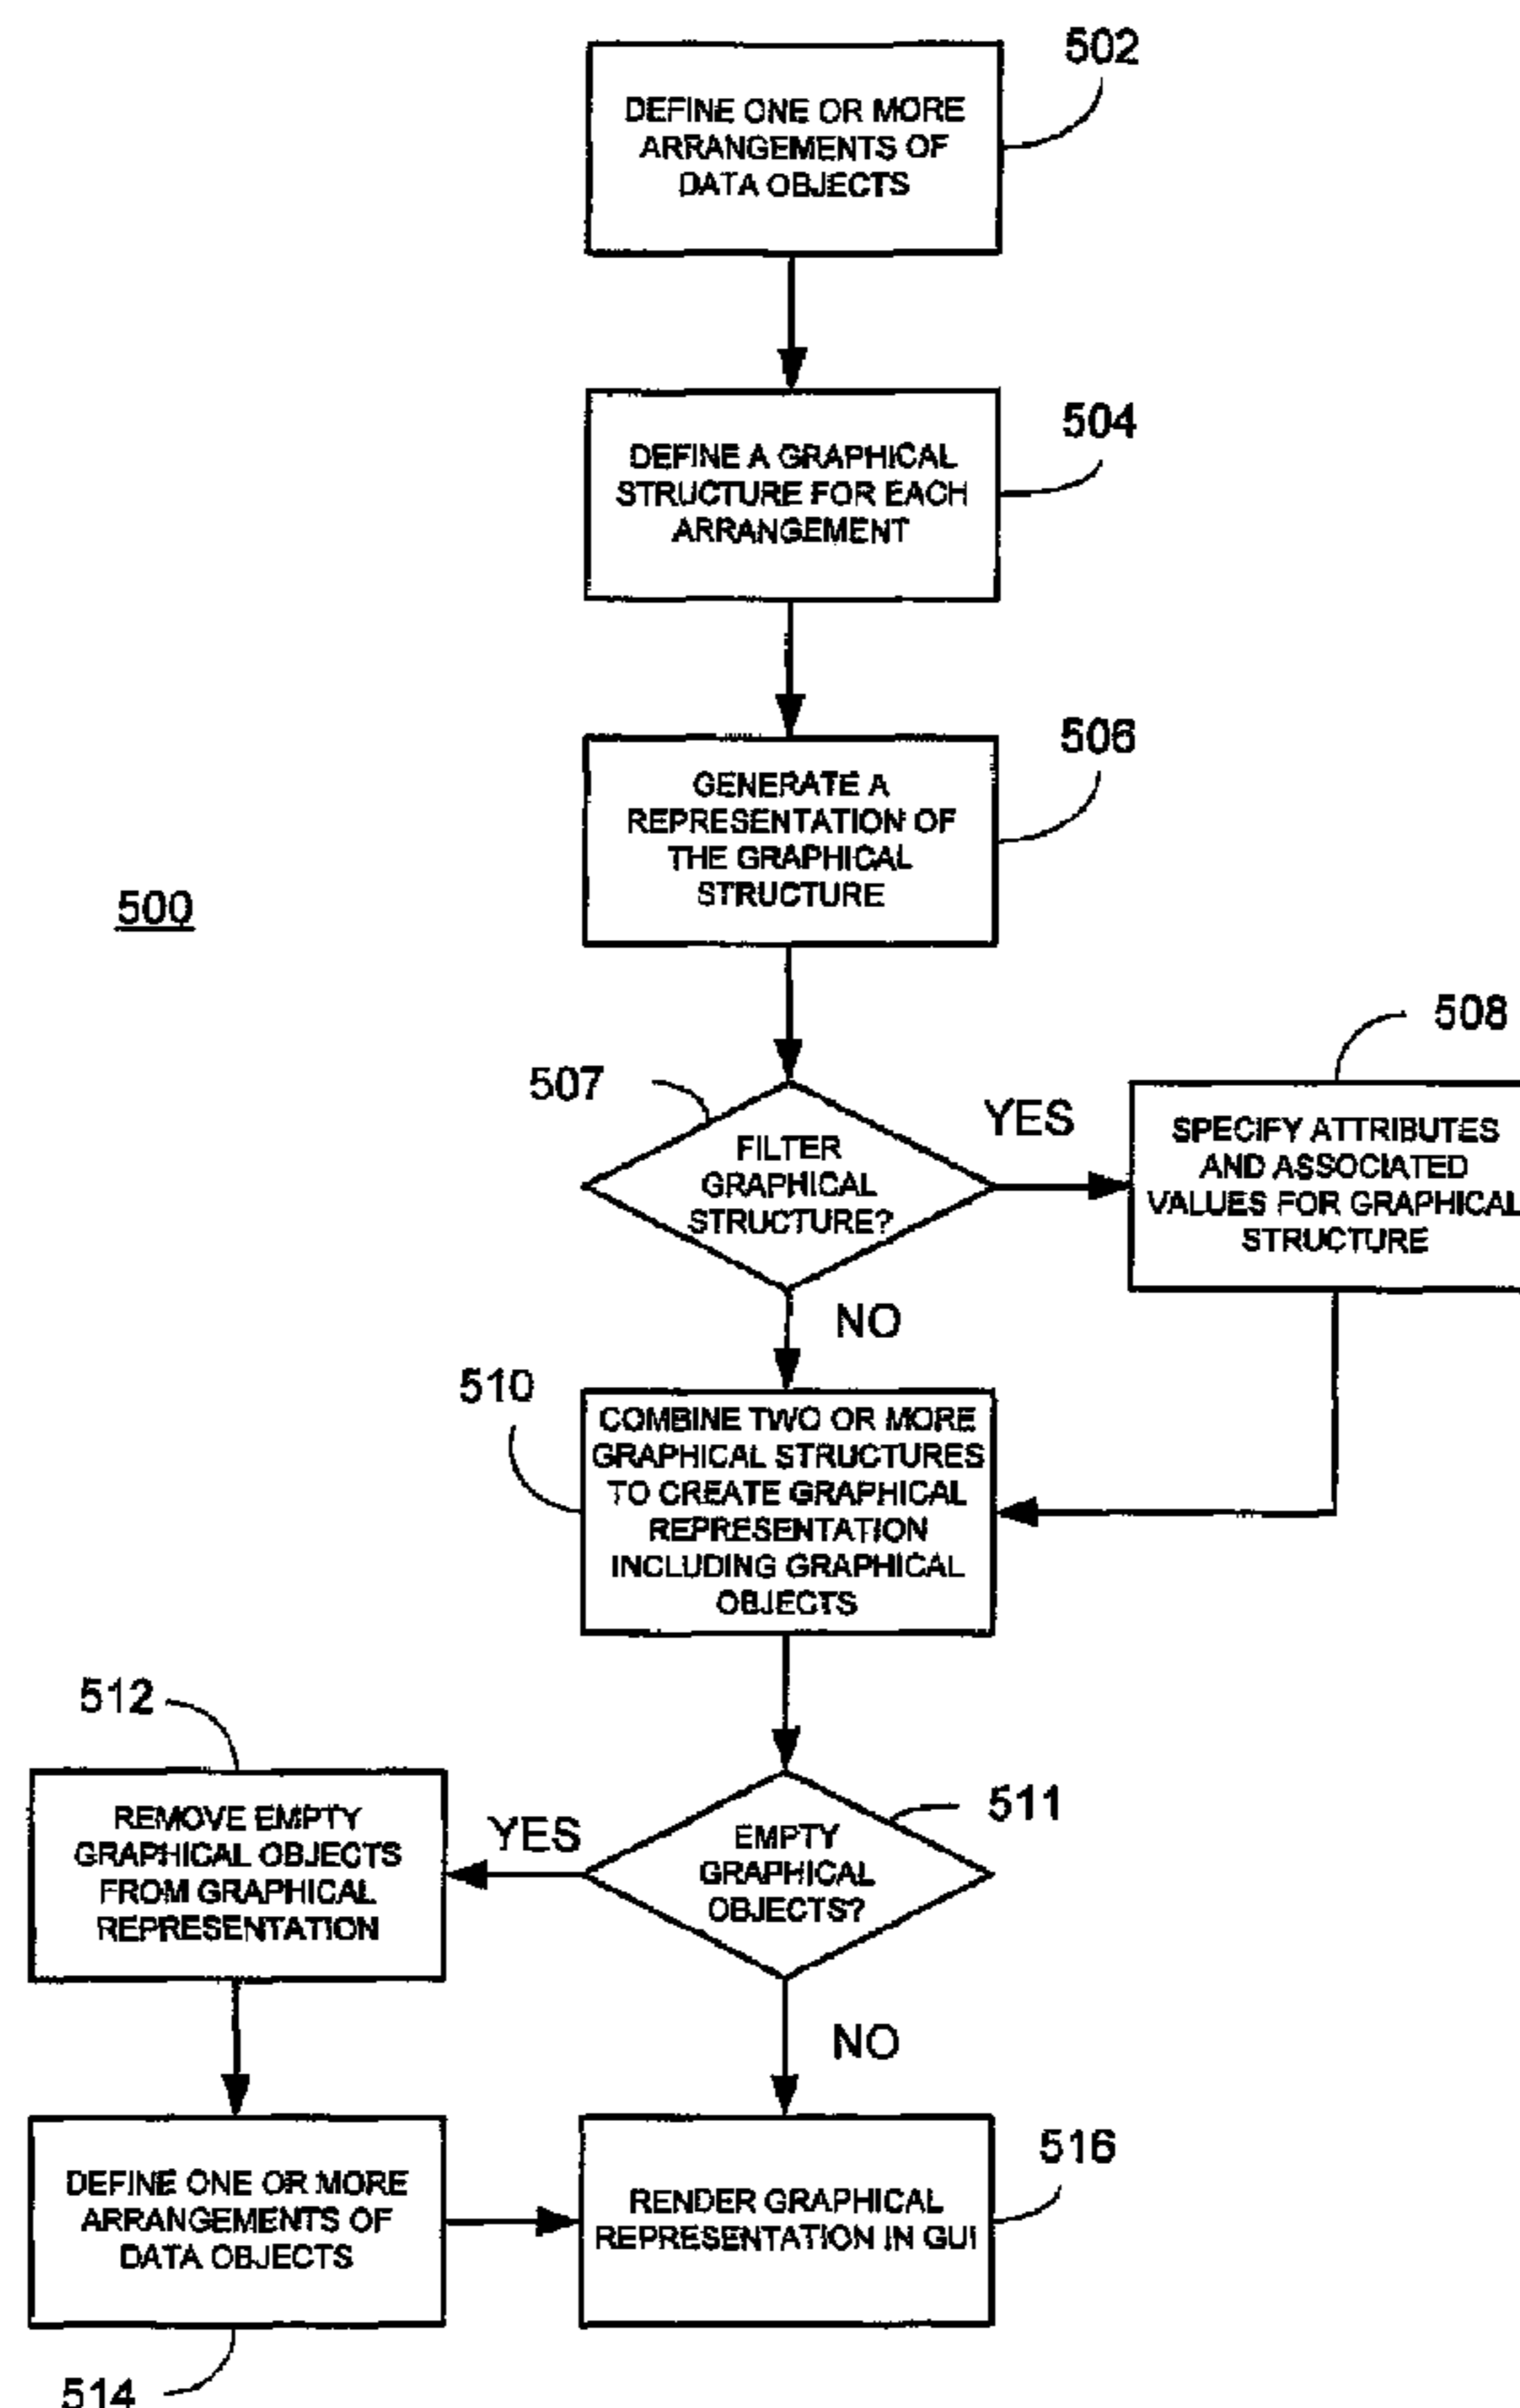 502
DEFINE ONE OR MORE
ARRANGEMENTS OF
DATA OBJECTS
504
DEFINE A GRAPHICAL
STRUCTURE FOR EACH
ARRANGEMENT
506
GENERATE A
REPRESENTATION OF
THE GRAPHICAL
STRUCTURE
500
507
FILTER
GRAPHICAL
STRUCTURE?
YES
508
SPECIFY ATTRIBUTES
AND ASSOCIATED
VALUES FOR GRAPHICAL
STRUCTURE
NO
510
COMBINE TWO OR MORE
GRAPHICAL STRUCTURES
TO CREATE GRAPHICAL
REPRESENTATION
INCLUDING GRAPHICAL
OBJECTS
511
EMPTY
GRAPHICAL
OBJECTS?
YES
512
REMOVE EMPTY
GRAPHICAL OBJECTS
FROM GRAPHICAL
REPRESENTATION
NO
DEFINE ONE OR MORE
ARRANGEMENTS OF
DATA OBJECTS
514
516
RENDER GRAPHICAL
REPRESENTATION IN GUI